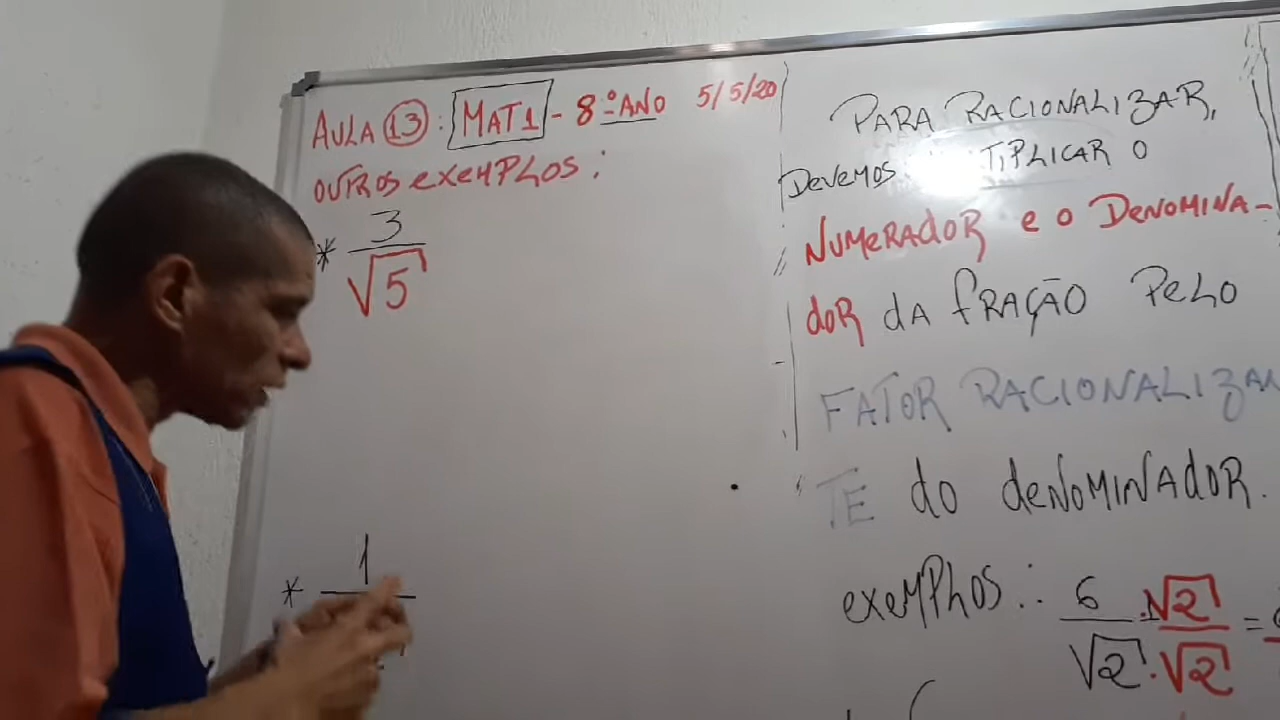 AULA 13: MAT1 - 8º ANO 5/5/20
OUTROS EXEMPLOS:
* 3
√5
* 1
PARA RACIONALIZAR,
DEVEMOS TIPLICAR O
NUMERADOR E O DENOMINA-
DOR DA FRAÇÃO PELO
FATOR RACIONALIZAN
TE DO DENOMINADOR.
EXEMPLOS ∴ 6/√2 · √2/√2 =